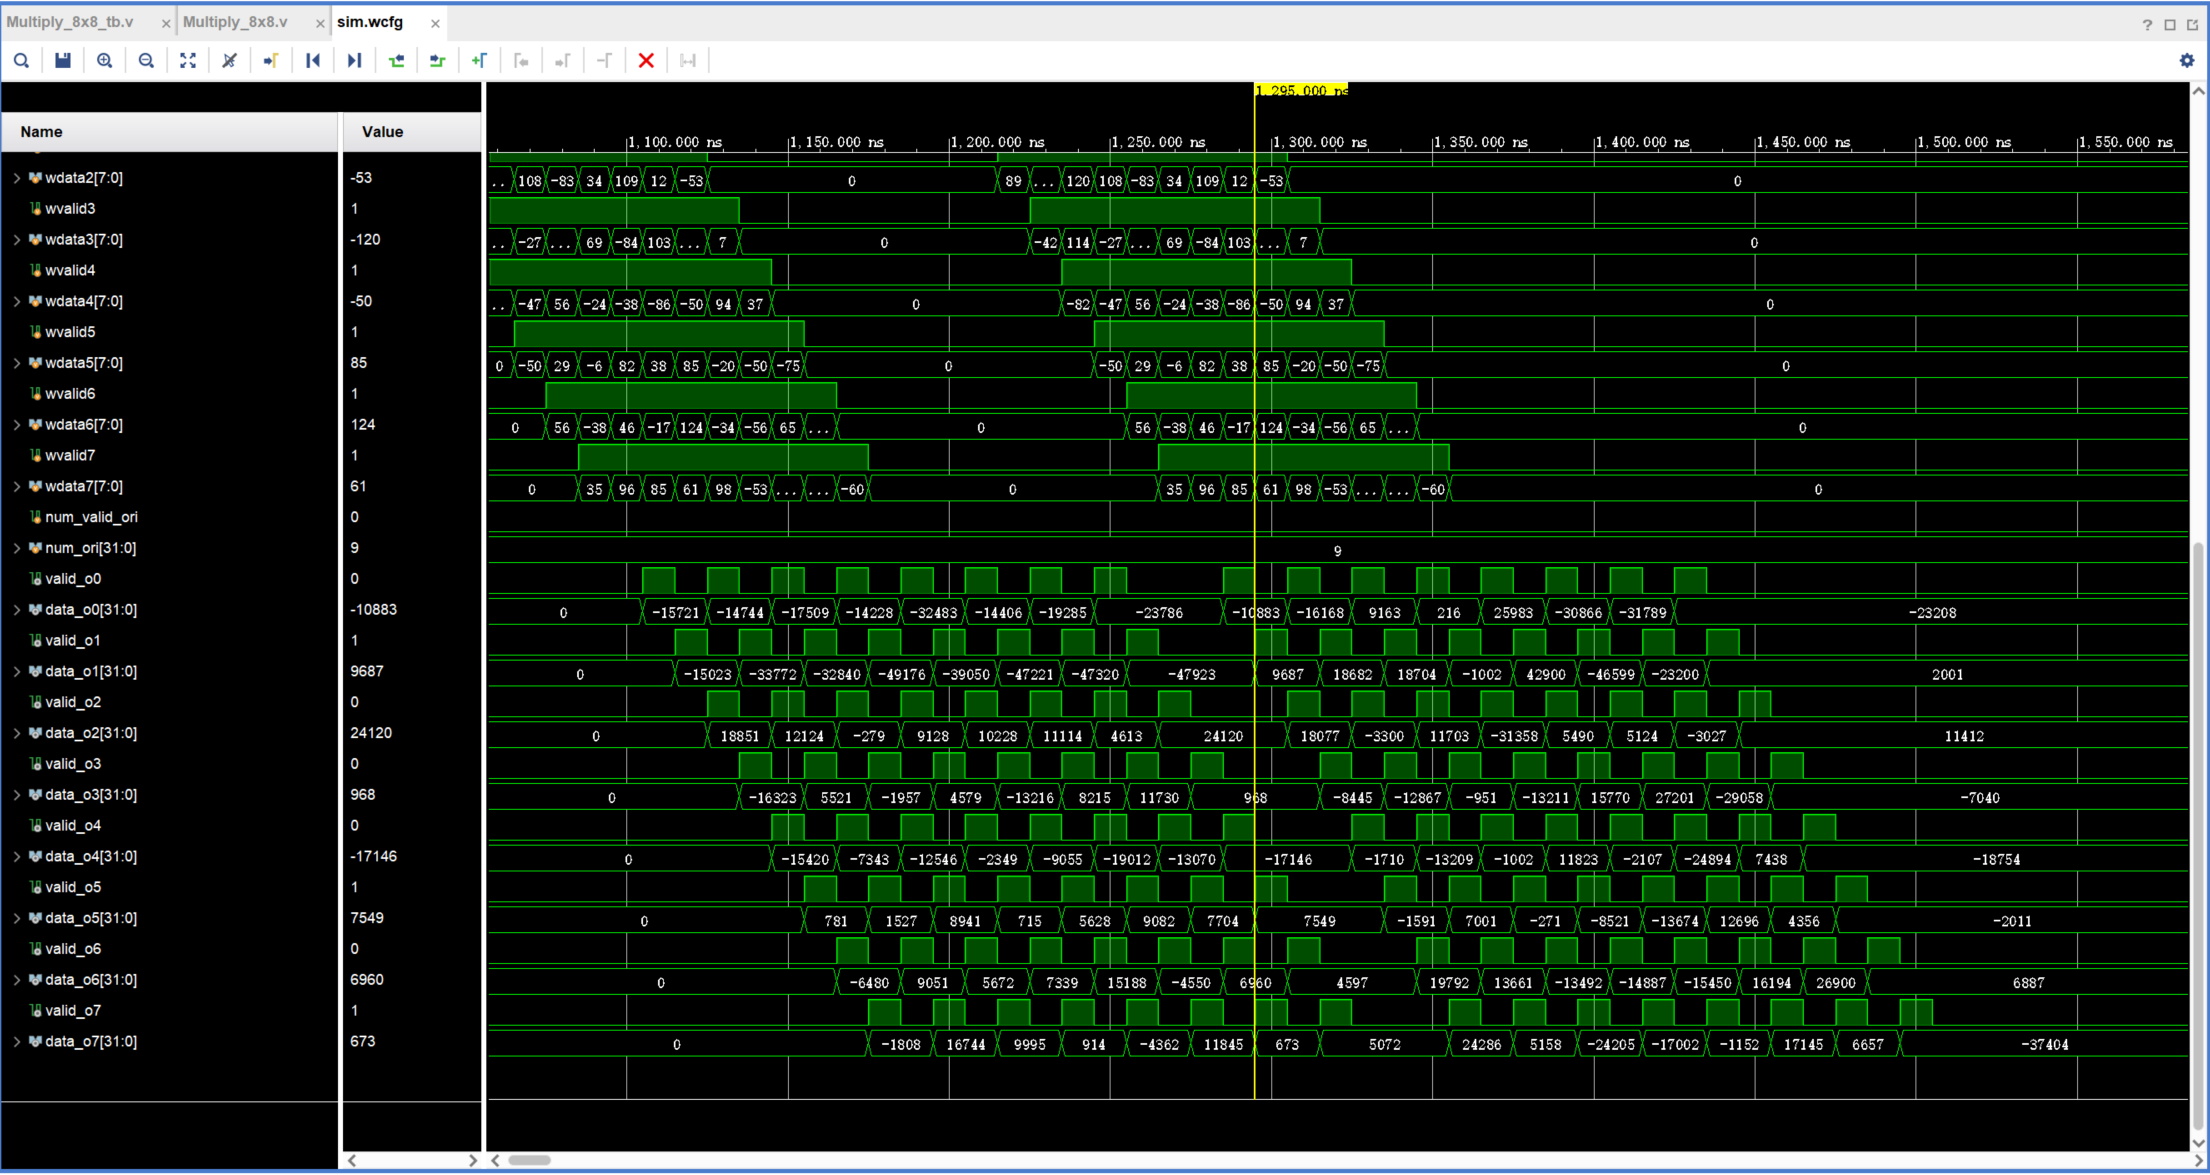 Multiply_8x8_tb.v × Multiply_8x8.v × sim.wcfg ×
?
1,295.000 ns
Name Value
1,100.000 ns 1,150.000 ns 1,200.000 ns 1,250.000 ns 1,300.000 ns 1,350.000 ns 1,400.000 ns 1,450.000 ns 1,500.000 ns 1,550.000 ns
wdata2[7:0] -53 .. 108 -83 34 109 12 -53 0 89 ... 120 108 -83 34 109 12 -53 0
wvalid3 1
wdata3[7:0] -120 .. -27 ... 69 -84 103 ... 7 0 -42 114 -27 ... 69 -84 103 ... 7 0
wvalid4 1
wdata4[7:0] -50 .. -47 56 -24 -38 -86 -50 94 37 0 -82 -47 56 -24 -38 -86 -50 94 37 0
wvalid5 1
wdata5[7:0] 85 0 -50 29 -6 82 38 85 -20 -50 -75 0 -50 29 -6 82 38 85 -20 -50 -75 0
wvalid6 1
wdata6[7:0] 124 0 56 -38 46 -17 124 -34 -56 65 ... 0 56 -38 46 -17 124 -34 -56 65 ... 0
wvalid7 1
wdata7[7:0] 61 0 35 96 85 61 98 -53 ... ... -60 0 35 96 85 61 98 -53 ... ... -60 0
num_valid_ori 0
num_ori[31:0] 9 9
valid_o0 0
data_o0[31:0] -10883 0 -15721 -14744 -17509 -14228 -32483 -14406 -19285 -23786 -10883 -16168 9163 216 25983 -30866 -31789 -23208
valid_o1 1
data_o1[31:0] 9687 0 -15023 -33772 -32840 -49176 -39050 -47221 -47320 -47923 9687 18682 18704 -1002 42900 -46599 -23200 2001
valid_o2 0
data_o2[31:0] 24120 0 18851 12124 -279 9128 10228 11114 4613 24120 18077 -3300 11703 -31358 5490 5124 -3027 11412
valid_o3 0
data_o3[31:0] 968 0 -16323 5521 -1957 4579 -13216 8215 11730 968 -8445 -12867 -951 -13211 15770 27201 -29058 -7040
valid_o4 0
data_o4[31:0] -17146 0 -15420 -7343 -12546 -2349 -9055 -19012 -13070 -17146 -1710 -13209 -1002 11823 -2107 -24894 7438 -18754
valid_o5 1
data_o5[31:0] 7549 0 781 1527 8941 715 5628 9082 7704 7549 -1591 7001 -271 -8521 -13674 12696 4356 -2011
valid_o6 0
data_o6[31:0] 6960 0 -6480 9051 5672 7339 15188 -4550 6960 4597 19792 13661 -13492 -14887 -15450 16194 26900 6887
valid_o7 1
data_o7[31:0] 673 0 -1808 16744 9995 914 -4362 11845 673 5072 24286 5158 -24205 -17002 -1152 17145 6657 -37404